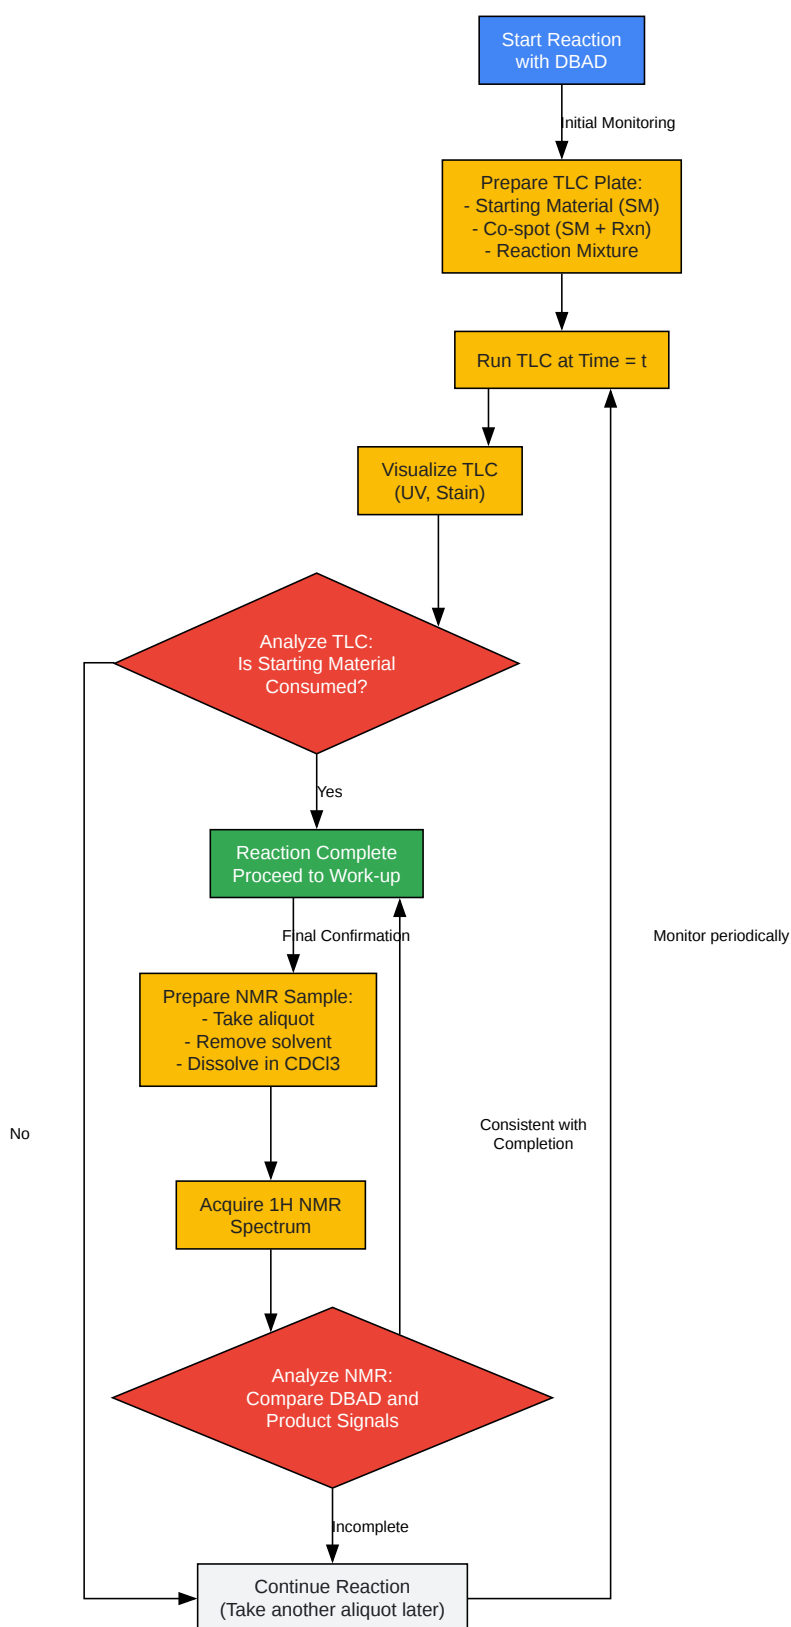 Start Reaction
with DBAD
Initial Monitoring
Prepare TLC Plate:
- Starting Material (SM)
- Co-spot (SM + Rxn)
- Reaction Mixture
Run TLC at Time = t
Visualize TLC
(UV, Stain)
Analyze TLC:
Is Starting Material
Consumed?
Yes
Reaction Complete
Proceed to Work-up
Final Confirmation
Monitor periodically
Prepare NMR Sample:
- Take aliquot
- Remove solvent
- Dissolve in CDCl3
No
Consistent with
Completion
Acquire 1H NMR
Spectrum
Analyze NMR:
Compare DBAD and
Product Signals
Incomplete
Continue Reaction
(Take another aliquot later)